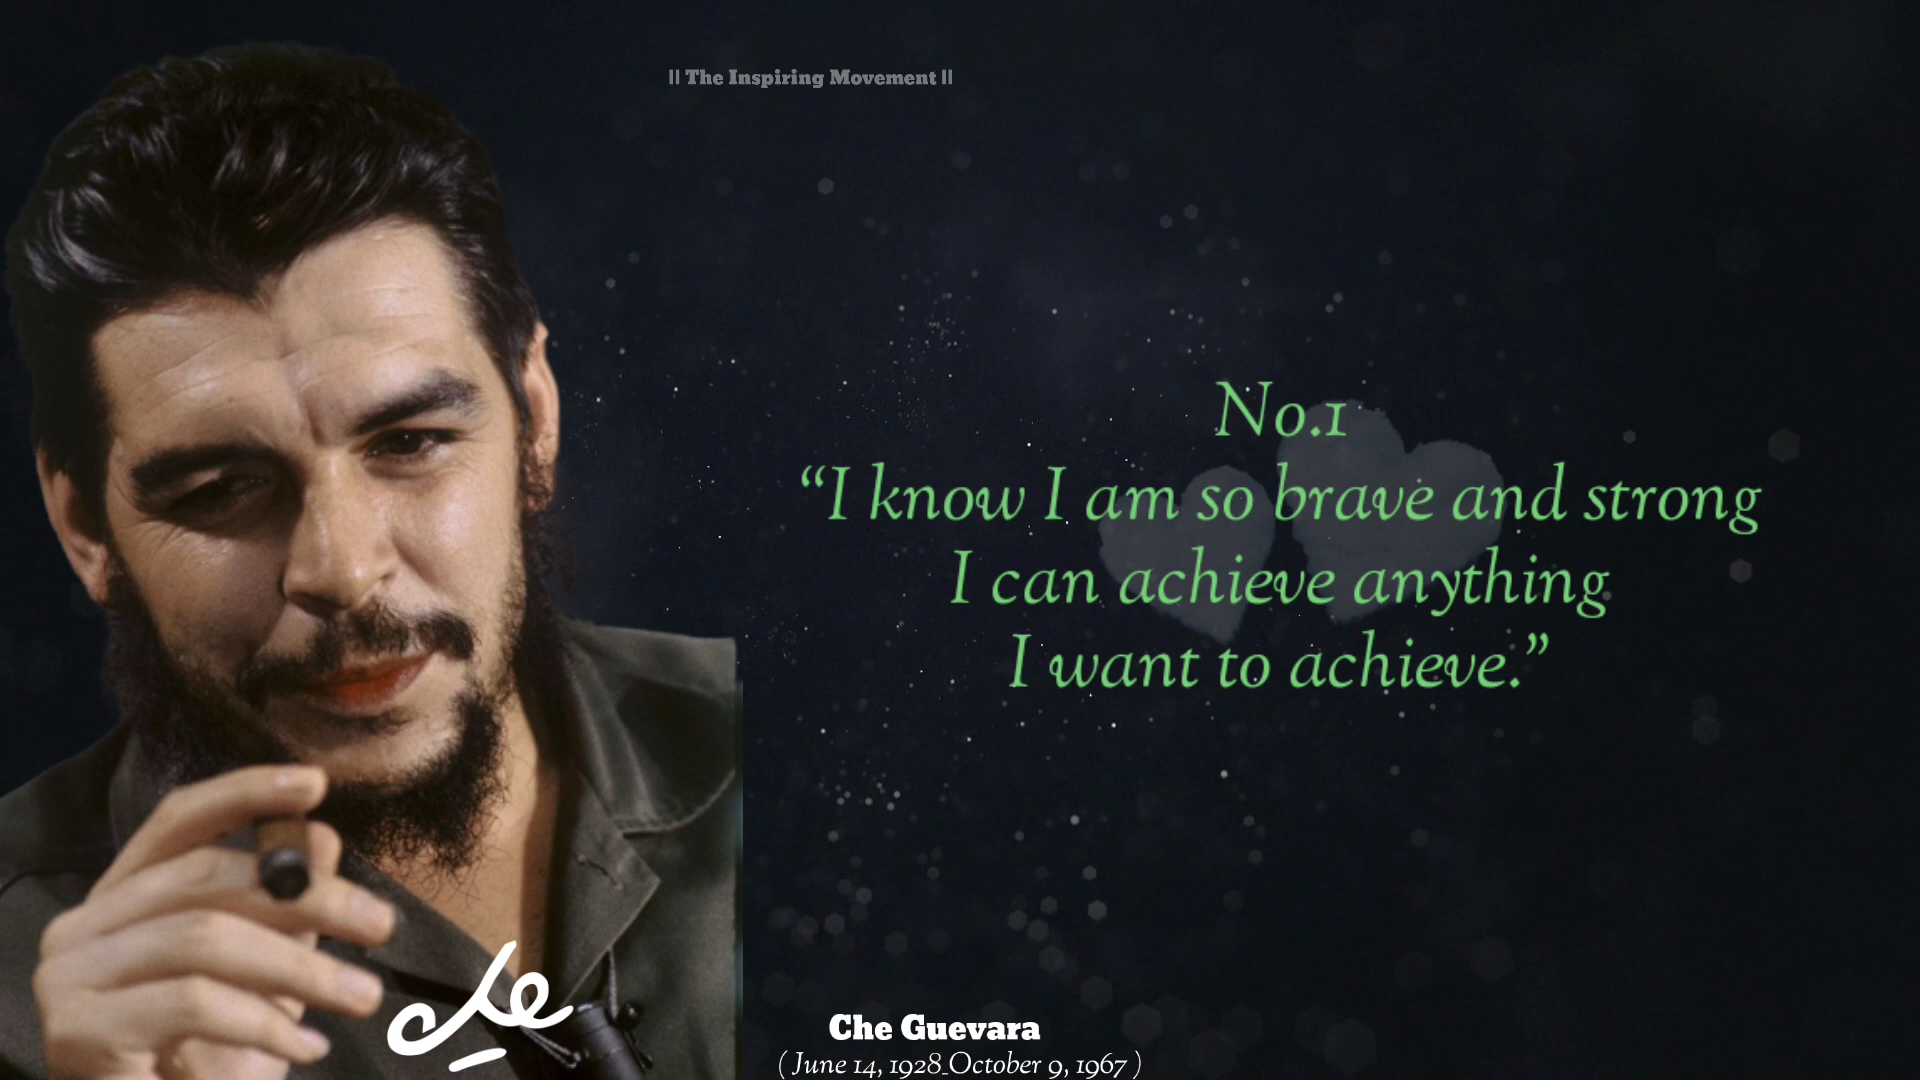 || The Inspiring Movement ||
No.1
“I know I am so brave and strong
I can achieve anything
I want to achieve.”
che
Che Guevara
( June 14, 1928_October 9, 1967 )